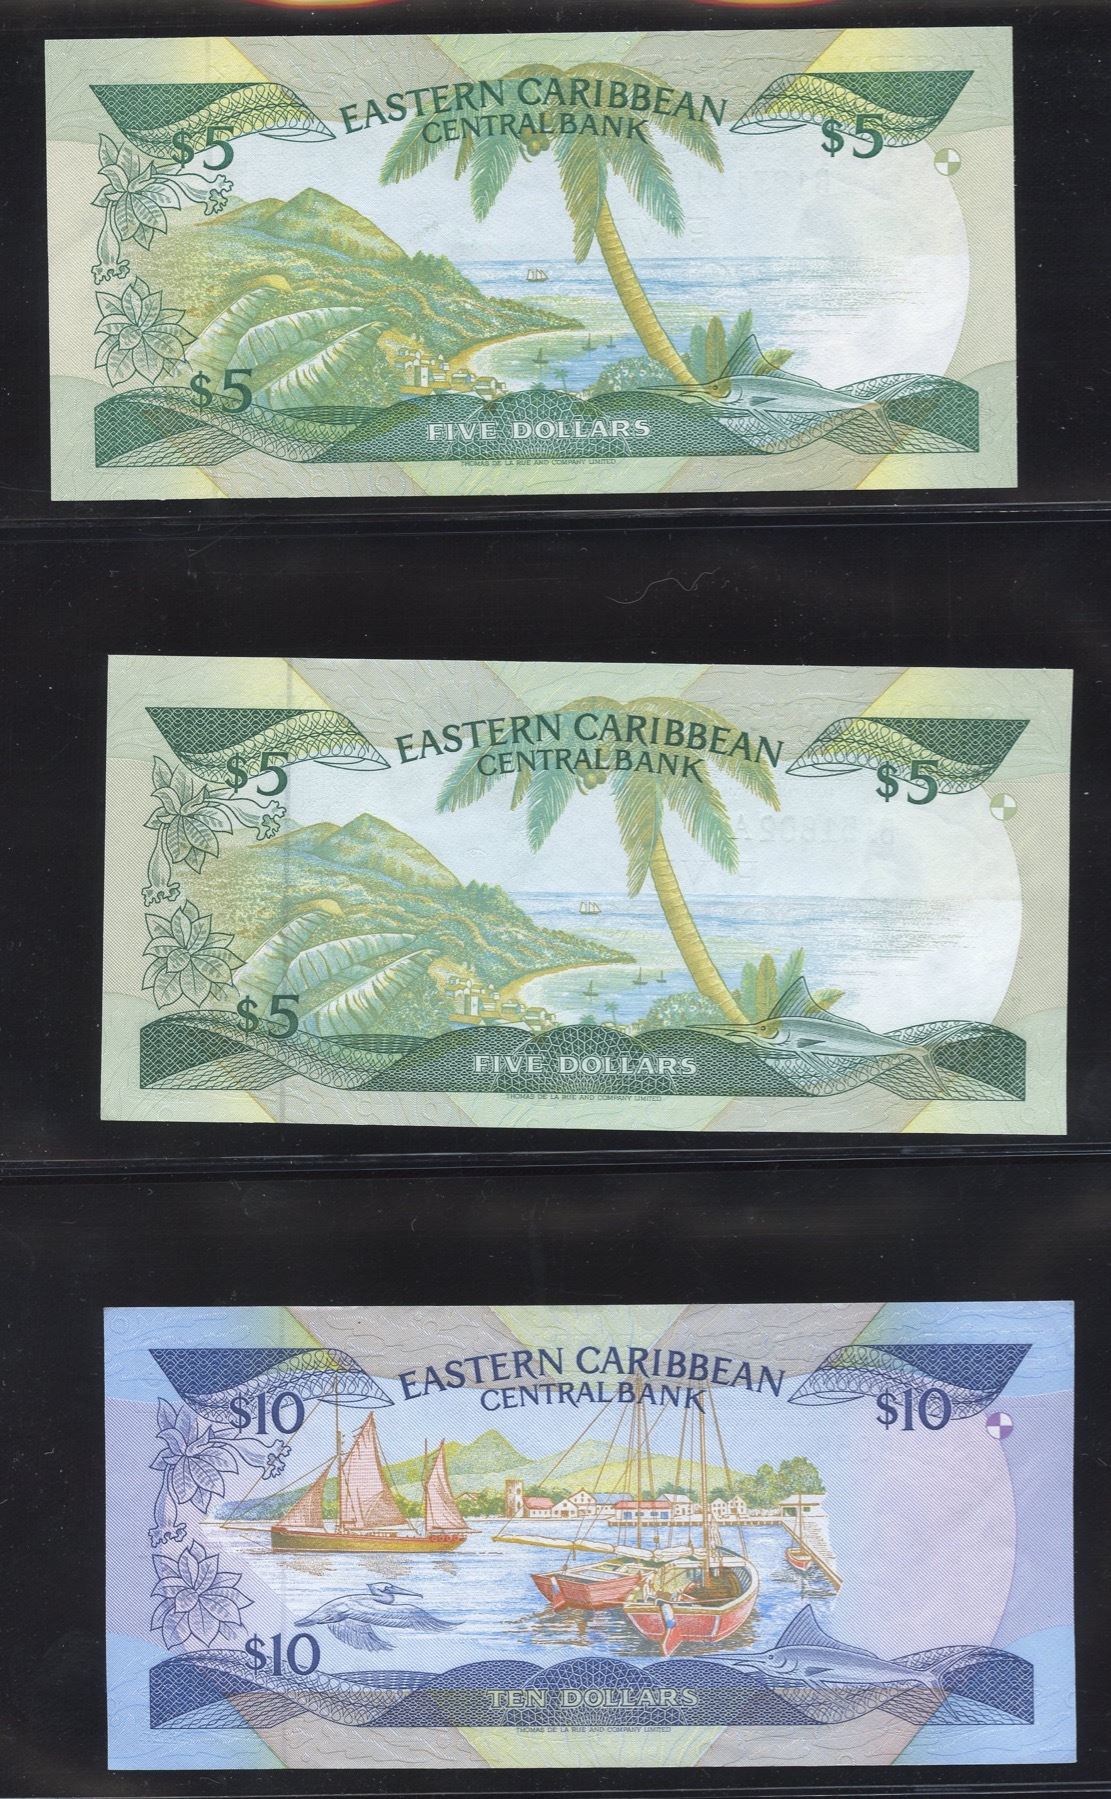 EASTERN CARIBBEAN
CENTRAL BANK
$5
$5
$5
FIVE DOLLARS
THOMAS DE LA RUE AND COMPANY LIMITED
EASTERN CARIBBEAN
CENTRAL BANK
$5
$5
$5
FIVE DOLLARS
THOMAS DE LA RUE AND COMPANY LIMITED
EASTERN CARIBBEAN
CENTRAL BANK
$10
$10
$10
TEN DOLLARS
THOMAS DE LA RUE AND COMPANY LIMITED